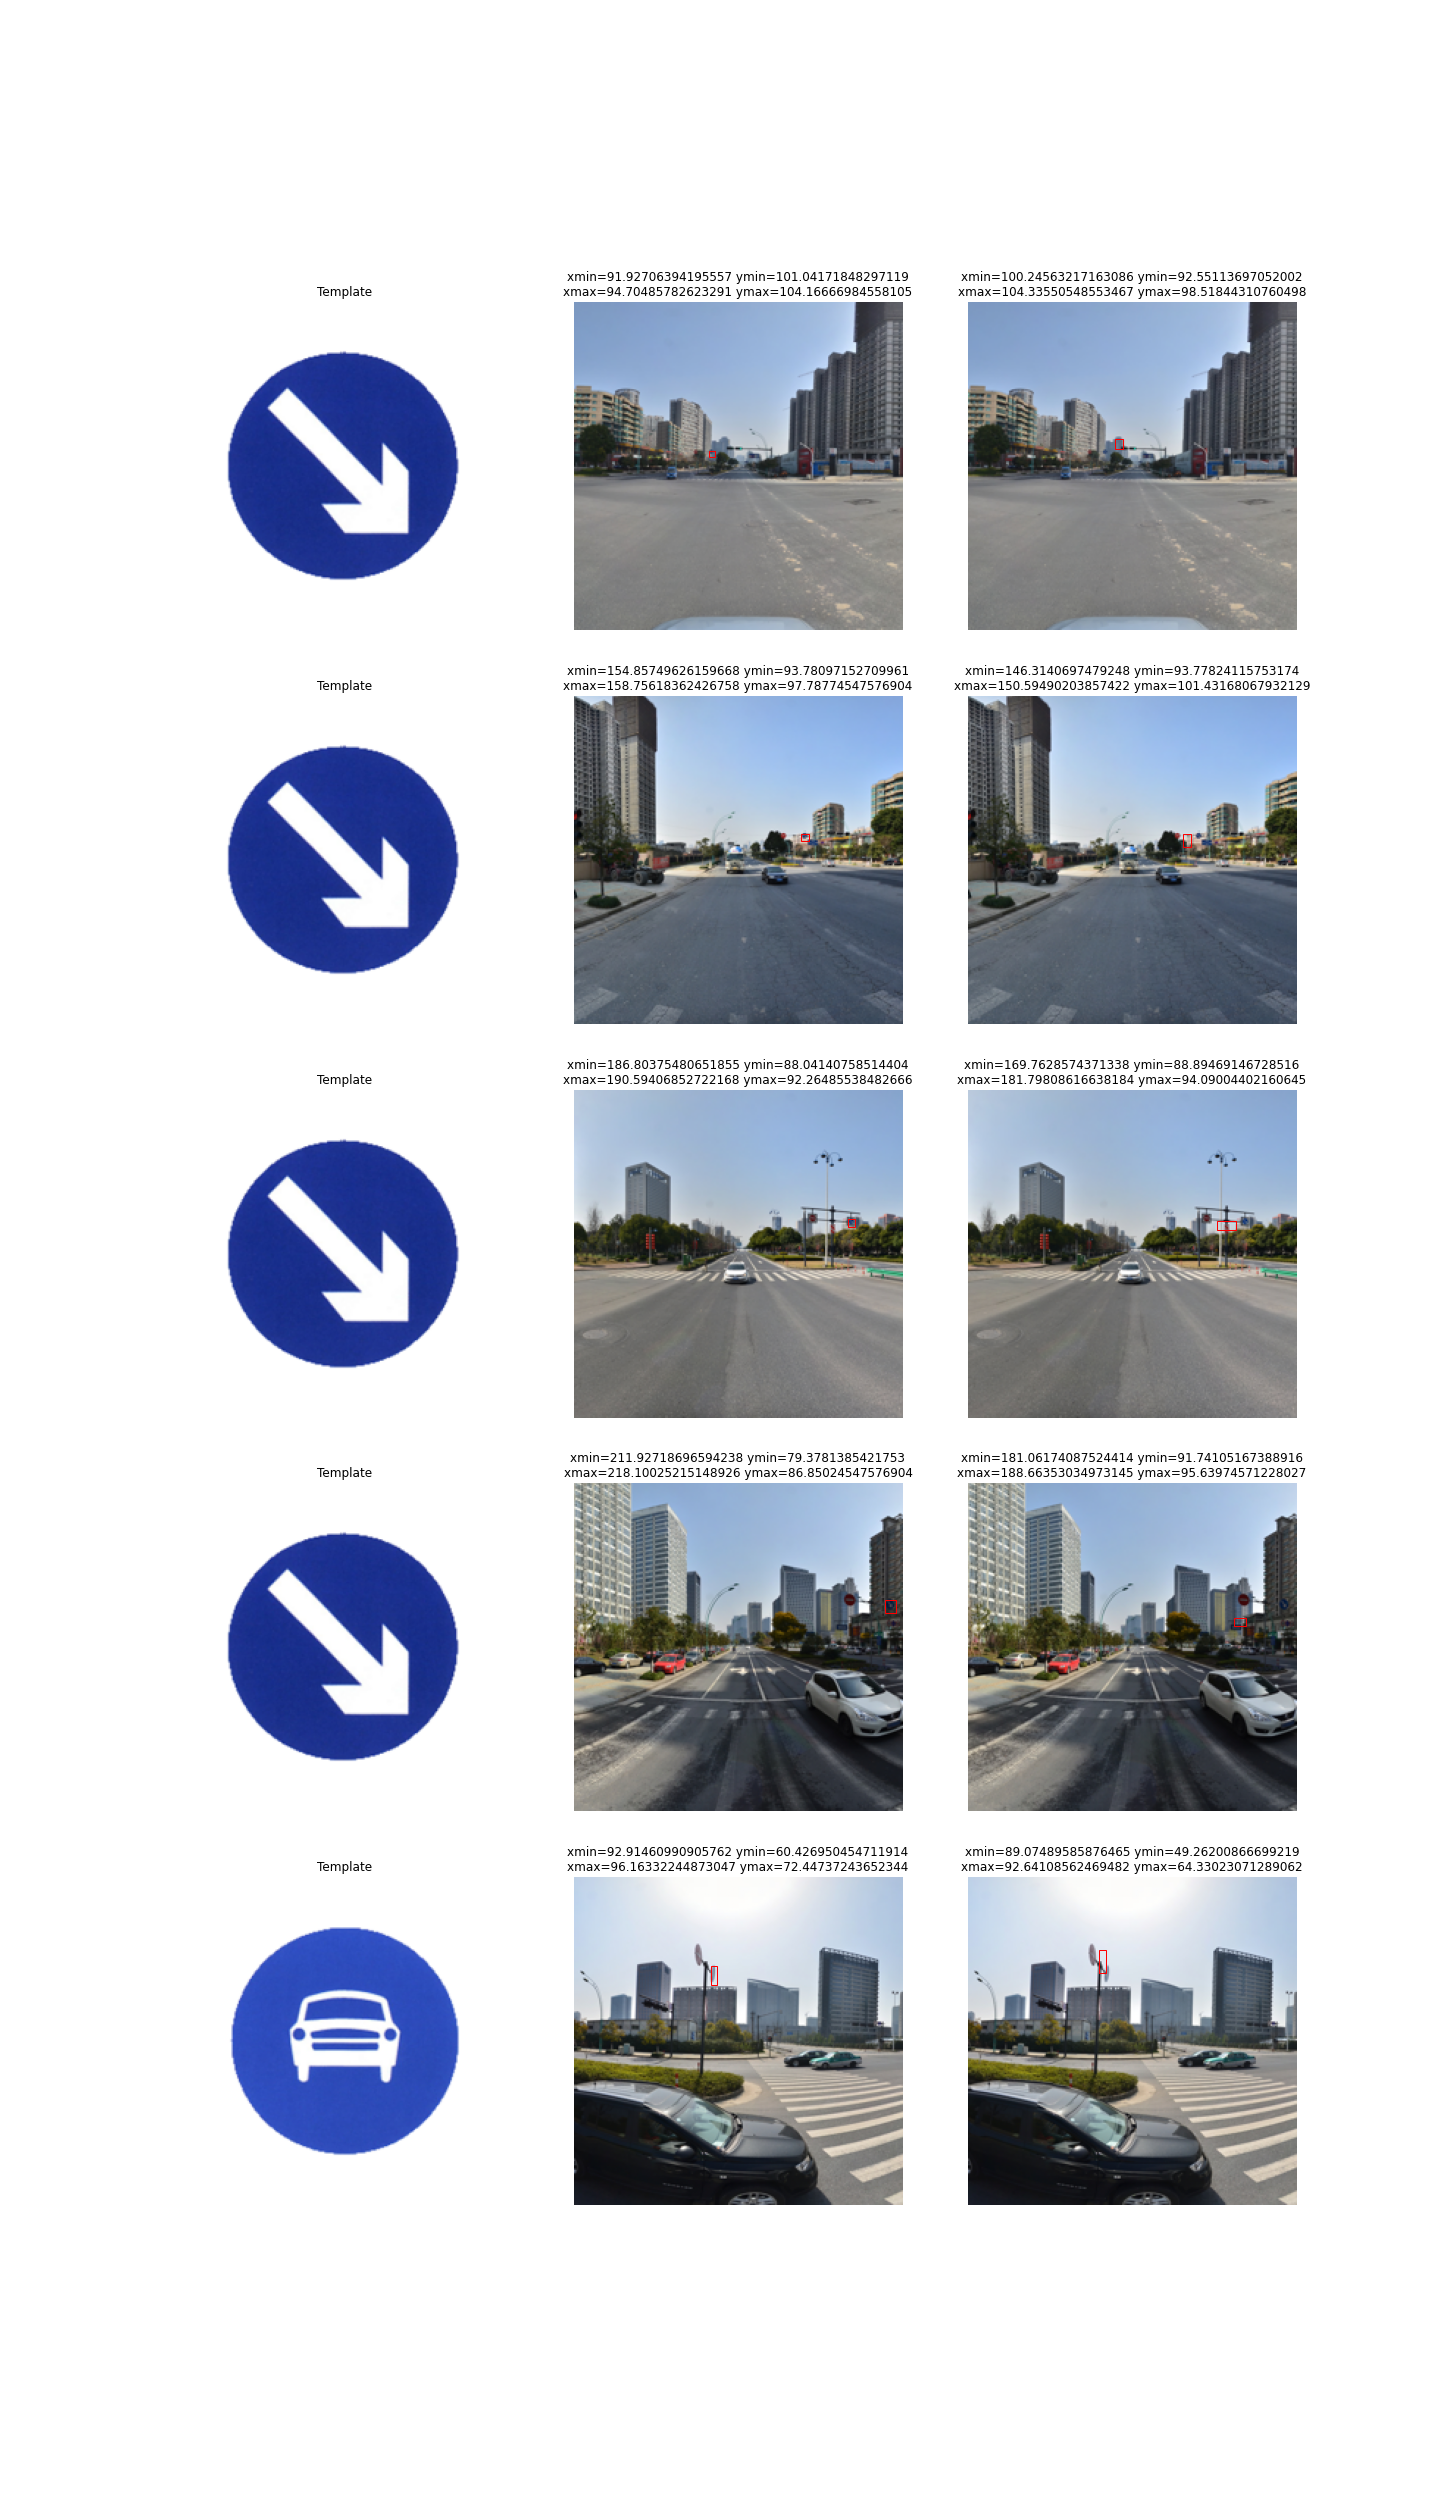 Template
xmin=91.92706394195557 ymin=101.04171848297119
xmax=94.70485782623291 ymax=104.16666984558105
xmin=100.24563217163086 ymin=92.55113697052002
xmax=104.33550548553467 ymax=98.51844310760498
Template
xmin=154.85749626159668 ymin=93.78097152709961
xmax=158.75618362426758 ymax=97.78774547576904
xmin=146.3140697479248 ymin=93.77824115753174
xmax=150.59490203857422 ymax=101.43168067932129
Template
xmin=186.80375480651855 ymin=88.04140758514404
xmax=190.59406852722168 ymax=92.26485538482666
xmin=169.7628574371338 ymin=88.89469146728516
xmax=181.79808616638184 ymax=94.09004402160645
Template
xmin=211.92718696594238 ymin=79.3781385421753
xmax=218.10025215148926 ymax=86.85024547576904
xmin=181.06174087524414 ymin=91.74105167388916
xmax=188.66353034973145 ymax=95.63974571228027
Template
xmin=92.91460990905762 ymin=60.426950454711914
xmax=96.16332244873047 ymax=72.44737243652344
xmin=89.07489585876465 ymin=49.26200866699219
xmax=92.64108562469482 ymax=64.33023071289062